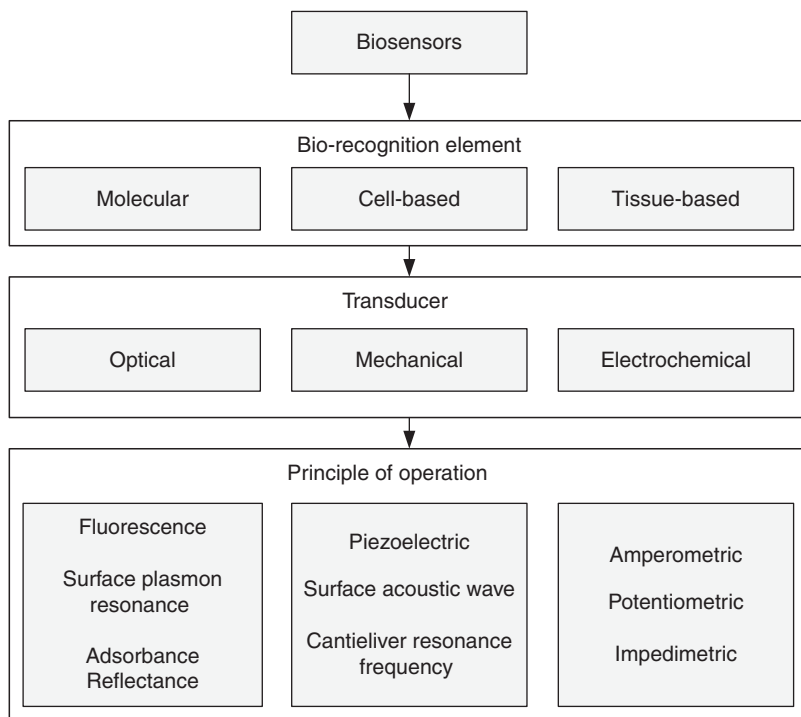 Biosensors
Bio-recognition element
Molecular
Cell-based
Tissue-based
Transducer
Optical
Mechanical
Electrochemical
Principle of operation
Fluorescence
Surface plasmon
resonance
Adsorbance
Reflectance
Piezoelectric
Surface acoustic wave
Cantieliver resonance
frequency
Amperometric
Potentiometric
Impedimetric